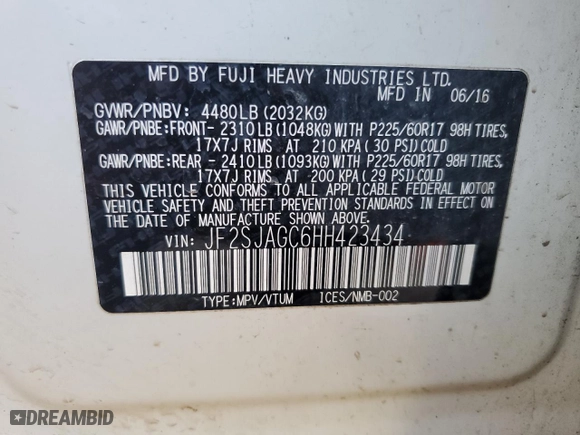 MFD BY FUJI HEAVY INDUSTRIES LTD.
MFD IN 06/16
GVWR/PNBV: 4480LB(2032KG)
GAWR/PNBE:FRONT- 2310LB(1048KG)WITH P225/60R17 98H TIRES,
17X7J RIMS AT 210 KPA(30 PSI)COLD
GAWR/PNBE:REAR - 2410LB(1093KG)WITH P225/60R17 98H TIRES,
17X7J RIMS AT 200 KPA(29 PSI)COLD
THIS VEHICLE CONFORMS TO ALL APPLICABLE FEDERAL MOTOR
VEHICLE SAFETY AND THEFT PREVENTION STANDARDS IN EFFECT
ON THE DATE OF MANUFACTURE SHOWN ABOVE.
VIN: JF2SJAGC6HH423434
TYPE:MPV/VTUM ICES/NMB-002
DREAMBID